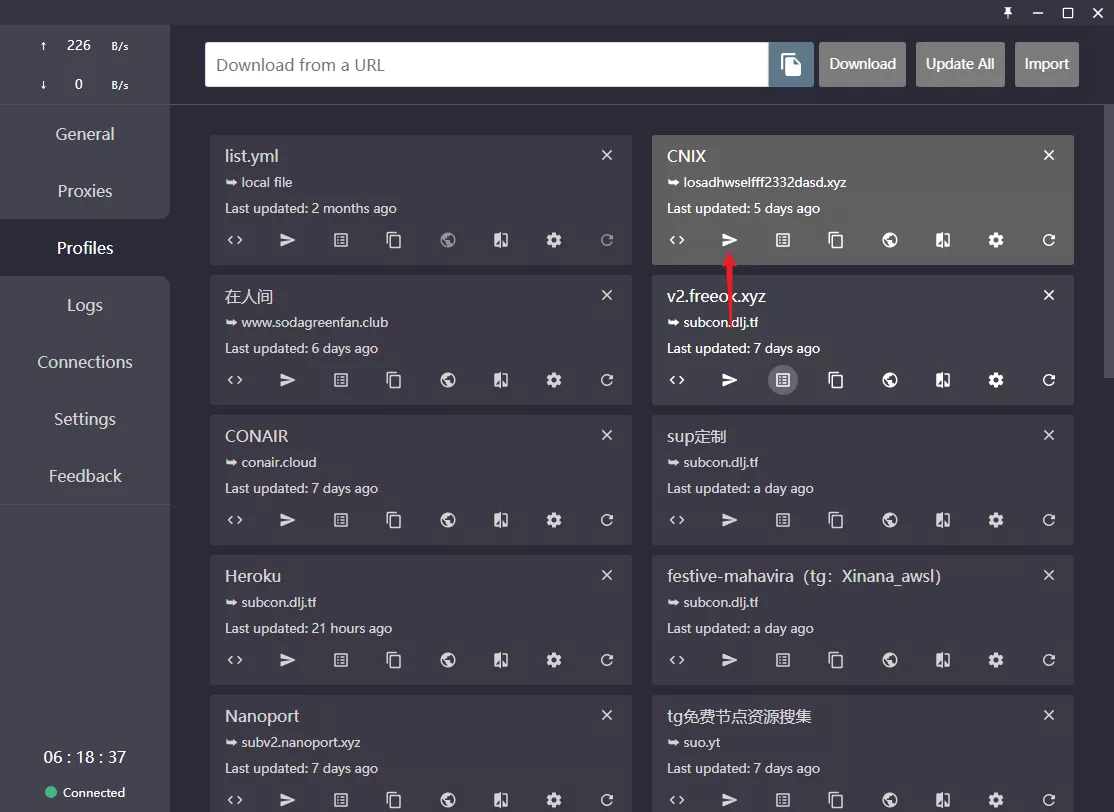 ↑ 226 B/s
↓ 0 B/s
General
Proxies
Profiles
Logs
Connections
Settings
Feedback
06 : 18 : 37
Connected
Download from a URL
Download
Update All
Import
list.yml
local file
Last updated: 2 months ago
CNIX
losadhwselfff2332dasd.xyz
Last updated: 5 days ago
在人间
www.sodagreenfan.club
Last updated: 6 days ago
v2.freeok.xyz
subcon.dlj.tf
Last updated: 7 days ago
CONAIR
conair.cloud
Last updated: 7 days ago
sup定制
subcon.dlj.tf
Last updated: a day ago
Heroku
subcon.dlj.tf
Last updated: 21 hours ago
festive-mahavira（tg：Xinana_awsl）
subcon.dlj.tf
Last updated: a day ago
Nanoport
subv2.nanoport.xyz
Last updated: 7 days ago
tg免费节点资源搜集
suo.yt
Last updated: 7 days ago